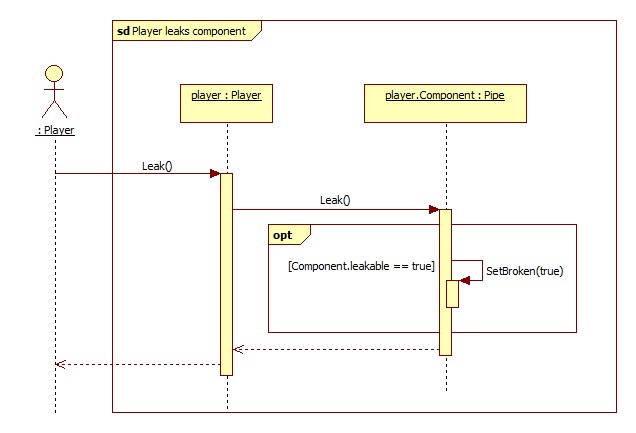 sd Player leaks component
player : Player
player.Component : Pipe
: Player
Leak()
Leak()
opt
[Component.leakable == true]
SetBroken(true)